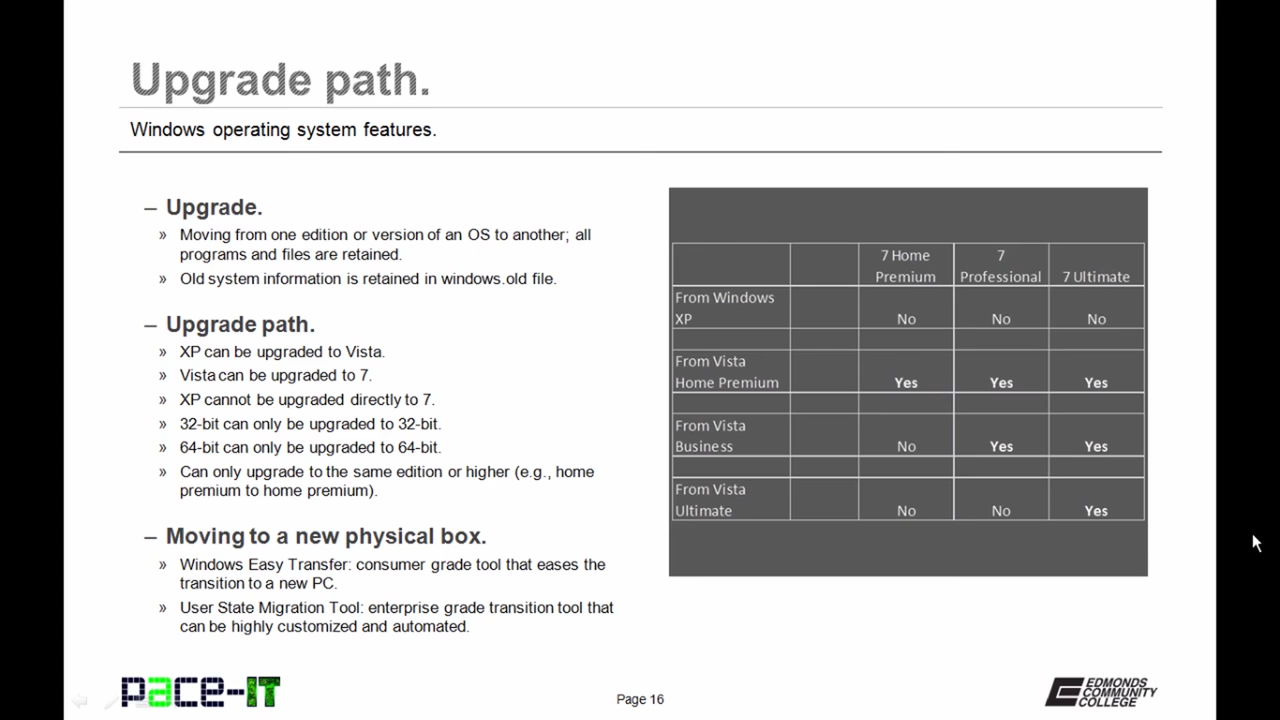 Upgrade path.
Windows operating system features.
– Upgrade.
» Moving from one edition or version of an OS to another; all
programs and files are retained.
» Old system information is retained in windows.old file.
– Upgrade path.
» XP can be upgraded to Vista.
» Vista can be upgraded to 7.
» XP cannot be upgraded directly to 7.
» 32-bit can only be upgraded to 32-bit.
» 64-bit can only be upgraded to 64-bit.
» Can only upgrade to the same edition or higher (e.g., home
premium to home premium).
– Moving to a new physical box.
» Windows Easy Transfer: consumer grade tool that eases the
transition to a new PC.
» User State Migration Tool: enterprise grade transition tool that
can be highly customized and automated.
7 Home 7
Premium Professional 7 Ultimate
From Windows
XP No No No
From Vista
Home Premium Yes Yes Yes
From Vista
Business No Yes Yes
From Vista
Ultimate No No Yes
pace-IT
Page 16
EDMONDS
COMMUNITY
COLLEGE